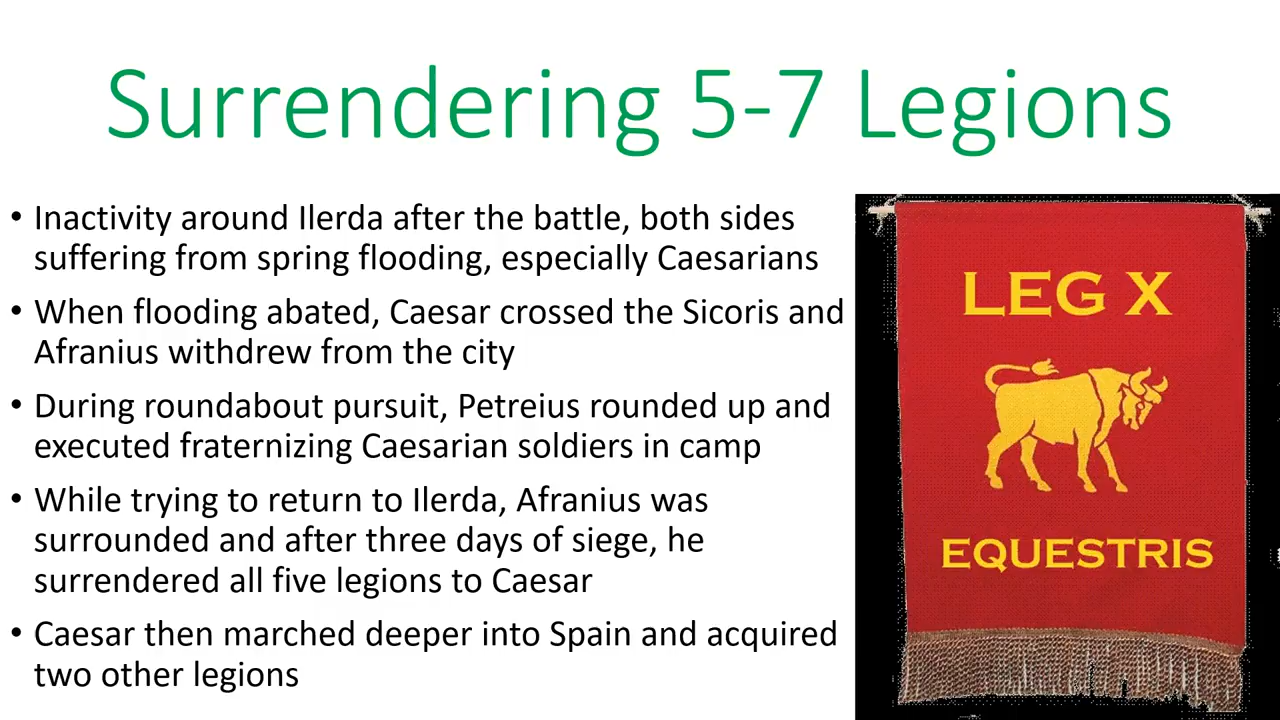 Surrendering 5-7 Legions
• Inactivity around Ilerda after the battle, both sides
suffering from spring flooding, especially Caesarians
• When flooding abated, Caesar crossed the Sicoris and
Afranius withdrew from the city
• During roundabout pursuit, Petreius rounded up and
executed fraternizing Caesarian soldiers in camp
• While trying to return to Ilerda, Afranius was
surrounded and after three days of siege, he
surrendered all five legions to Caesar
• Caesar then marched deeper into Spain and acquired
two other legions
LEG X
EQUESTRIS